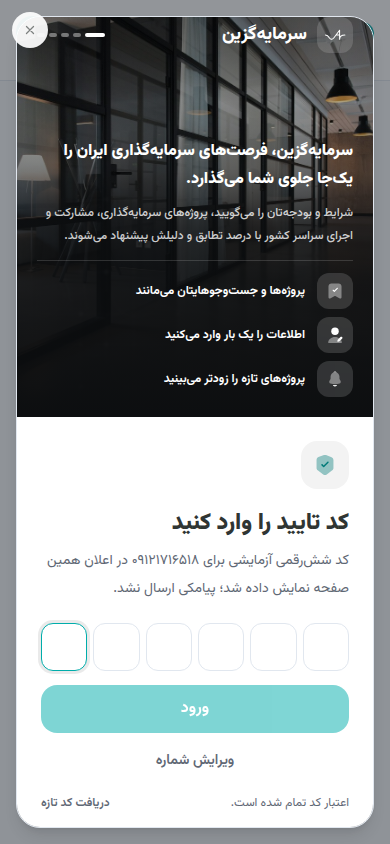 سرمایه‌گزین
سرمایه‌گزین، فرصت‌های سرمایه‌گذاری ایران را
یک‌جا جلوی شما می‌گذارد.
شرایط و بودجه‌تان را می‌گویید، پروژه‌های سرمایه‌گذاری، مشارکت و
اجرای سراسر کشور با درصد تطابق و دلیلش پیشنهاد می‌شوند.
پروژه‌ها و جست‌وجوهایتان می‌مانند
اطلاعات را یک بار وارد می‌کنید
پروژه‌های تازه را زودتر می‌بینید
کد تایید را وارد کنید
کد شش‌رقمی آزمایشی برای ۰۹۱۲۱۷۱۶۵۱۸ در اعلان همین
صفحه نمایش داده شد؛ پیامکی ارسال نشد.
ورود
ویرایش شماره
اعتبار کد تمام شده است.
دریافت کد تازه